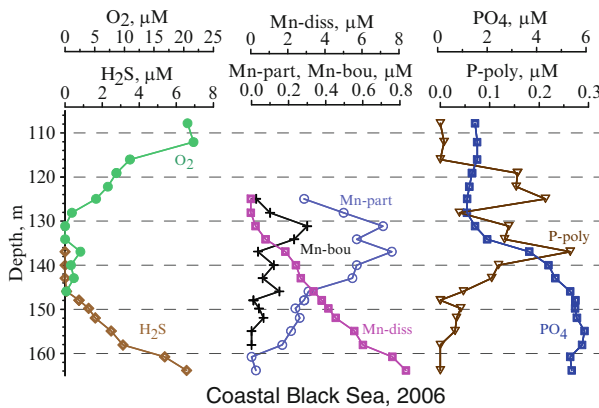 O2, µM Mn-diss, µM PO4, µM
0 5 10 15 20 25 0 2 4 6 8 0 1 2 3 4 5 6
H2S, µM Mn-part, Mn-bou, µM P-poly, µM
0 2 4 6 8 0.0 0.2 0.4 0.6 0.8 0.0 0.1 0.2 0.3
Depth, m
110
120
130
140
150
160
O2
H2S
Mn-part
Mn-bou
Mn-diss
P-poly
PO4
Coastal Black Sea, 2006